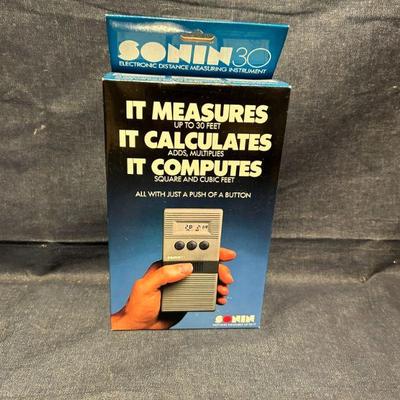 SONIN 30
ELECTRONIC DISTANCE MEASURING INSTRUMENT
IT MEASURES
UP TO 30 FEET
IT CALCULATES
ADDS, MULTIPLIES
IT COMPUTES
SQUARE AND CUBIC FEET
ALL WITH JUST A PUSH OF A BUTTON
SONIN